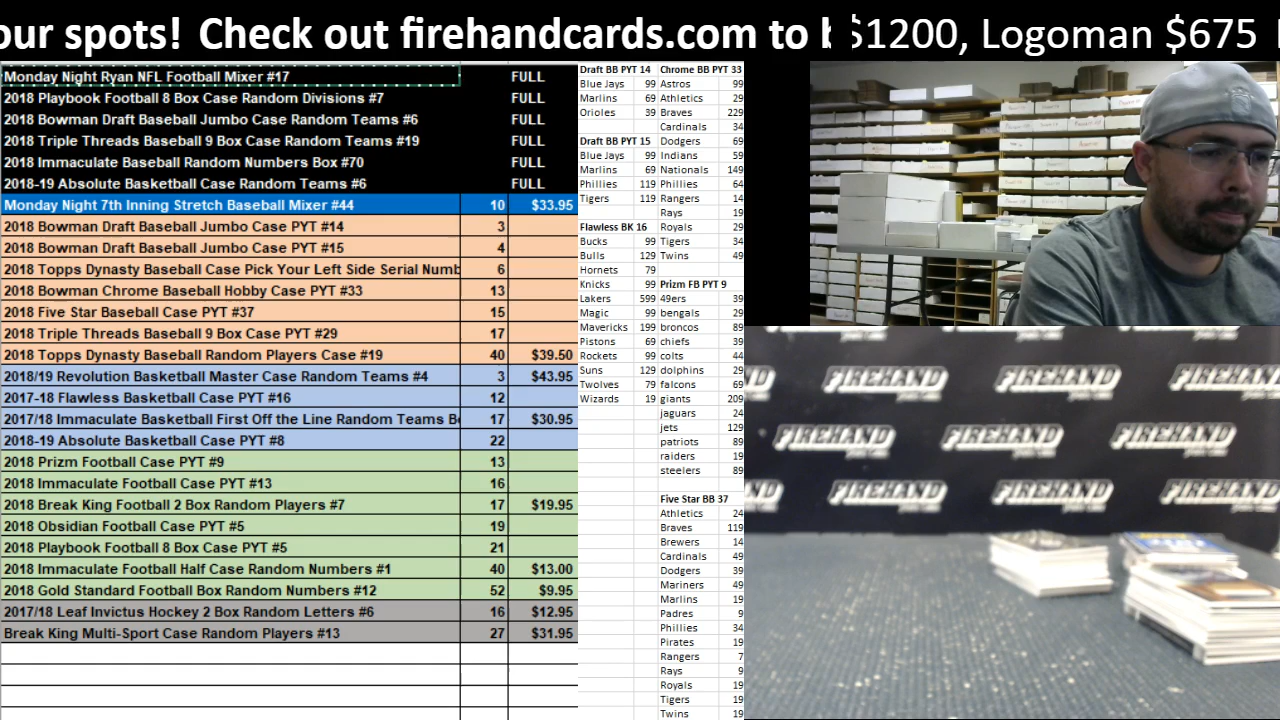 our spots! Check out firehandcards.com to
$1200, Logoman $675
Monday Night Ryan NFL Football Mixer #17 FULL
2018 Playbook Football 8 Box Case Random Divisions #7 FULL
2018 Bowman Draft Baseball Jumbo Case Random Teams #6 FULL
2018 Triple Threads Baseball 9 Box Case Random Teams #19 FULL
2018 Immaculate Baseball Random Numbers Box #70 FULL
2018-19 Absolute Basketball Case Random Teams #6 FULL
Monday Night 7th Inning Stretch Baseball Mixer #44 10 $33.95
2018 Bowman Draft Baseball Jumbo Case PYT #14 3
2018 Bowman Draft Baseball Jumbo Case PYT #15 4
2018 Topps Dynasty Baseball Case Pick Your Left Side Serial Numb 6
2018 Bowman Chrome Baseball Hobby Case PYT #33 13
2018 Five Star Baseball Case PYT #37 15
2018 Triple Threads Baseball 9 Box Case PYT #29 17
2018 Topps Dynasty Baseball Random Players Case #19 40 $39.50
2018/19 Revolution Basketball Master Case Random Teams #4 3 $43.95
2017-18 Flawless Basketball Case PYT #16 12
2017/18 Immaculate Basketball First Off the Line Random Teams B 17 $30.95
2018-19 Absolute Basketball Case PYT #8 22
2018 Prizm Football Case PYT #9 13
2018 Immaculate Football Case PYT #13 16
2018 Break King Football 2 Box Random Players #7 17 $19.95
2018 Obsidian Football Case PYT #5 19
2018 Playbook Football 8 Box Case PYT #5 21
2018 Immaculate Football Half Case Random Numbers #1 40 $13.00
2018 Gold Standard Football Box Random Numbers #12 52 $9.95
2017/18 Leaf Invictus Hockey 2 Box Random Letters #6 16 $12.95
Break King Multi-Sport Case Random Players #13 27 $31.95
Draft BB PYT 14
Blue Jays 99
Marlins 69
Orioles 39
Draft BB PYT 15
Blue Jays 99
Marlins 69
Phillies 119
Tigers 119
Flawless BK 16
Bucks 99
Bulls 129
Hornets 79
Knicks 99
Lakers 599
Magic 99
Mavericks 199
Pistons 69
Rockets 99
Suns 129
Twolves 79
Wizards 19
Chrome BB PYT 33
Astros 99
Athletics 29
Braves 229
Cardinals 34
Dodgers 69
Indians 59
Nationals 149
Phillies 64
Rangers 14
Rays 19
Royals 29
Tigers 34
Twins 49
Prizm FB PYT 9
49ers 39
bengals 29
broncos 89
chiefs 39
colts 44
dolphins 29
falcons 69
giants 209
jaguars 24
jets 129
patriots 89
raiders 19
steelers 89
Five Star BB 37
Athletics 24
Braves 119
Brewers 14
Cardinals 49
Dodgers 39
Mariners 49
Marlins 19
Padres 9
Phillies 34
Pirates 19
Rangers 7
Rays 9
Royals 19
Tigers 19
Twins 19
FIREHAND FIREHAND
FIREHAND FIREHAND FIREHAND
FIREHAND FIREHAND FIREHAND